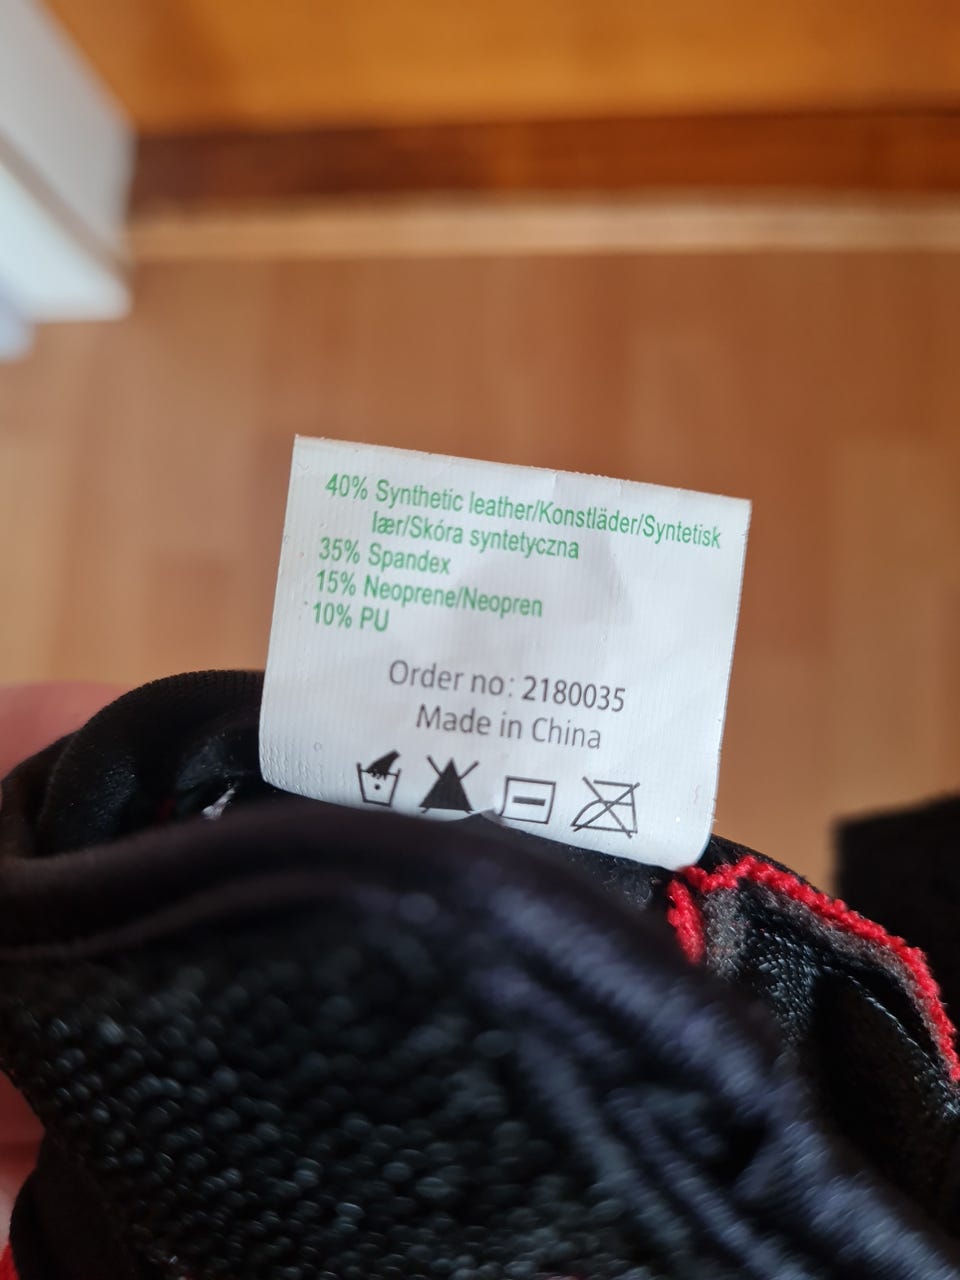 40% Synthetic leather/Konstläder/Syntetisk
lær/Skóra syntetyczna
35% Spandex
15% Neoprene/Neopren
10% PU
Order no: 2180035
Made in China